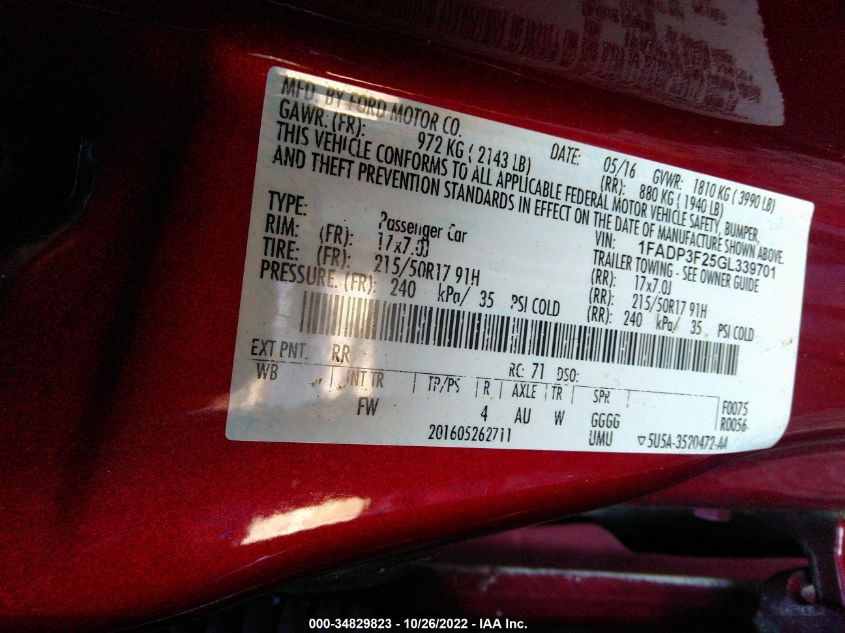 MFD. BY FORD MOTOR CO.
DATE: 05/16 GVWR: 1810 KG ( 3990 LB)
GAWR: (FR): 972 KG ( 2143 LB) (RR): 880 KG ( 1940 LB)
THIS VEHICLE CONFORMS TO ALL APPLICABLE FEDERAL MOTOR VEHICLE SAFETY, BUMPER,
AND THEFT PREVENTION STANDARDS IN EFFECT ON THE DATE OF MANUFACTURE SHOWN ABOVE.
VIN: 1FADP3F25GL339701
TYPE: Passenger Car TRAILER TOWING - SEE OWNER GUIDE
RIM: (FR): 17x7.0J (RR): 17x7.0J
TIRE: (FR): 215/50R17 91H (RR): 215/50R17 91H
PRESSURE: (FR): 240 kPa/ 35 PSI COLD (RR): 240 kPa/ 35 PSI COLD
EXT PNT. RR RC: 71 DSO:
WB INT TR TP/PS R AXLE TR SPR F0075
FW 4 AU W GGGG R0056
201605262711 UMU ▽5U5A-3520472-AA
000-34829823 - 10/26/2022 - IAA Inc.